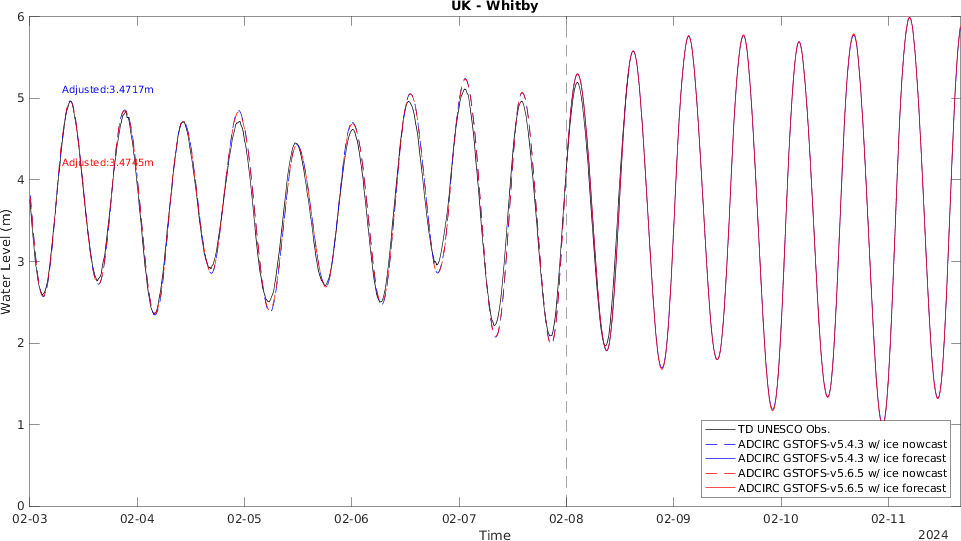 UK - Whitby
6
Adjusted:3.4717m
5
Adjusted:3.4745m
4
3
2
1
0
Water Level (m)
TD UNESCO Obs.
ADCIRC GSTOFS-v5.4.3 w/ ice nowcast
ADCIRC GSTOFS-v5.4.3 w/ ice forecast
ADCIRC GSTOFS-v5.6.5 w/ ice nowcast
ADCIRC GSTOFS-v5.6.5 w/ ice forecast
02-03 02-04 02-05 02-06 02-07 02-08 02-09 02-10 02-11
Time
2024